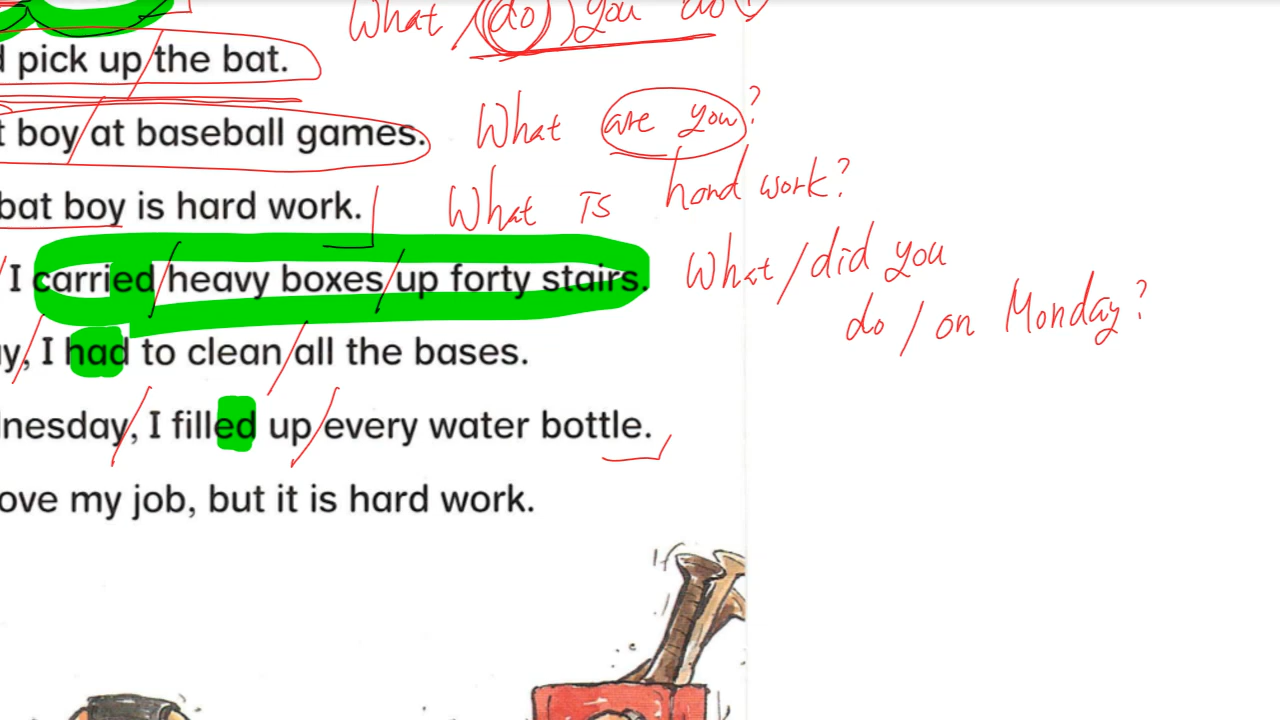 What / do / you do?
pick up the bat.
boy at baseball games. What are you?
bat boy is hard work. What is hard work?
I carried heavy boxes up forty stairs. What / did you
do / on Monday?
I had to clean all the bases.
I filled up every water bottle.
my job, but it is hard work.